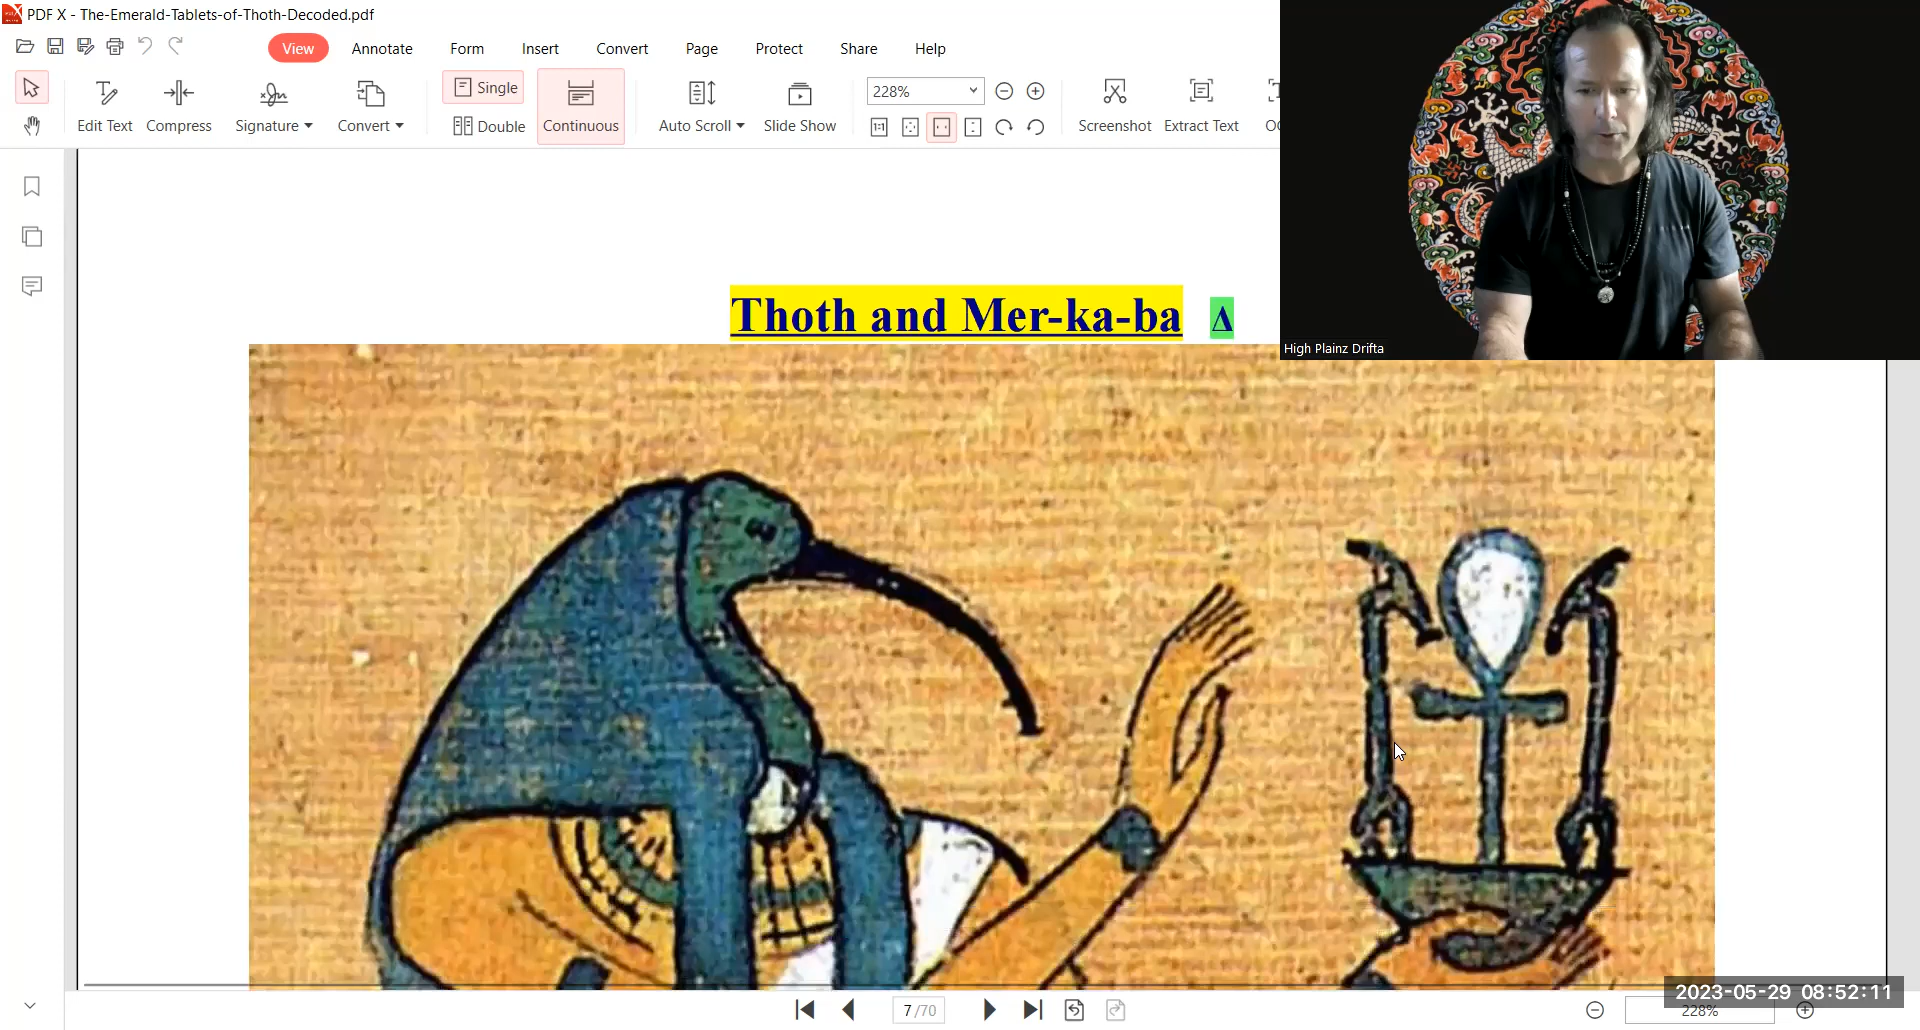 PDF X - The-Emerald-Tablets-of-Thoth-Decoded.pdf
View Annotate Form Insert Convert Page Protect Share Help
Edit Text Compress Signature Convert Single Double Continuous Auto Scroll Slide Show 228% Screenshot Extract Text
High Plainz Drifta
Thoth and Mer-ka-ba Δ
7 /70
228%
2023-05-29 08:52:11